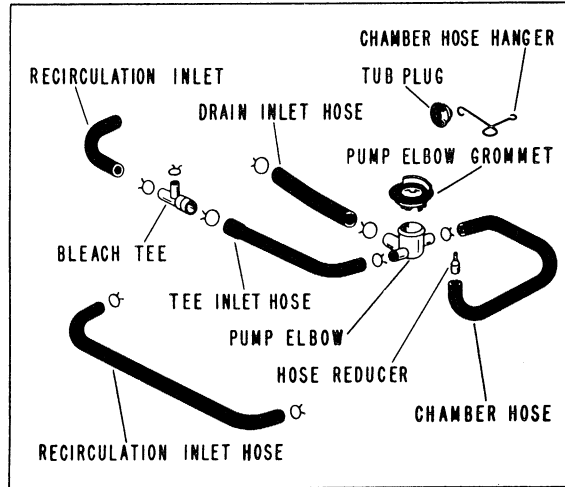 CHAMBER HOSE HANGER
RECIRCULATION INLET
TUB PLUG
DRAIN INLET HOSE
PUMP ELBOW GROMMET
BLEACH TEE
TEE INLET HOSE
PUMP ELBOW
HOSE REDUCER
CHAMBER HOSE
RECIRCULATION INLET HOSE